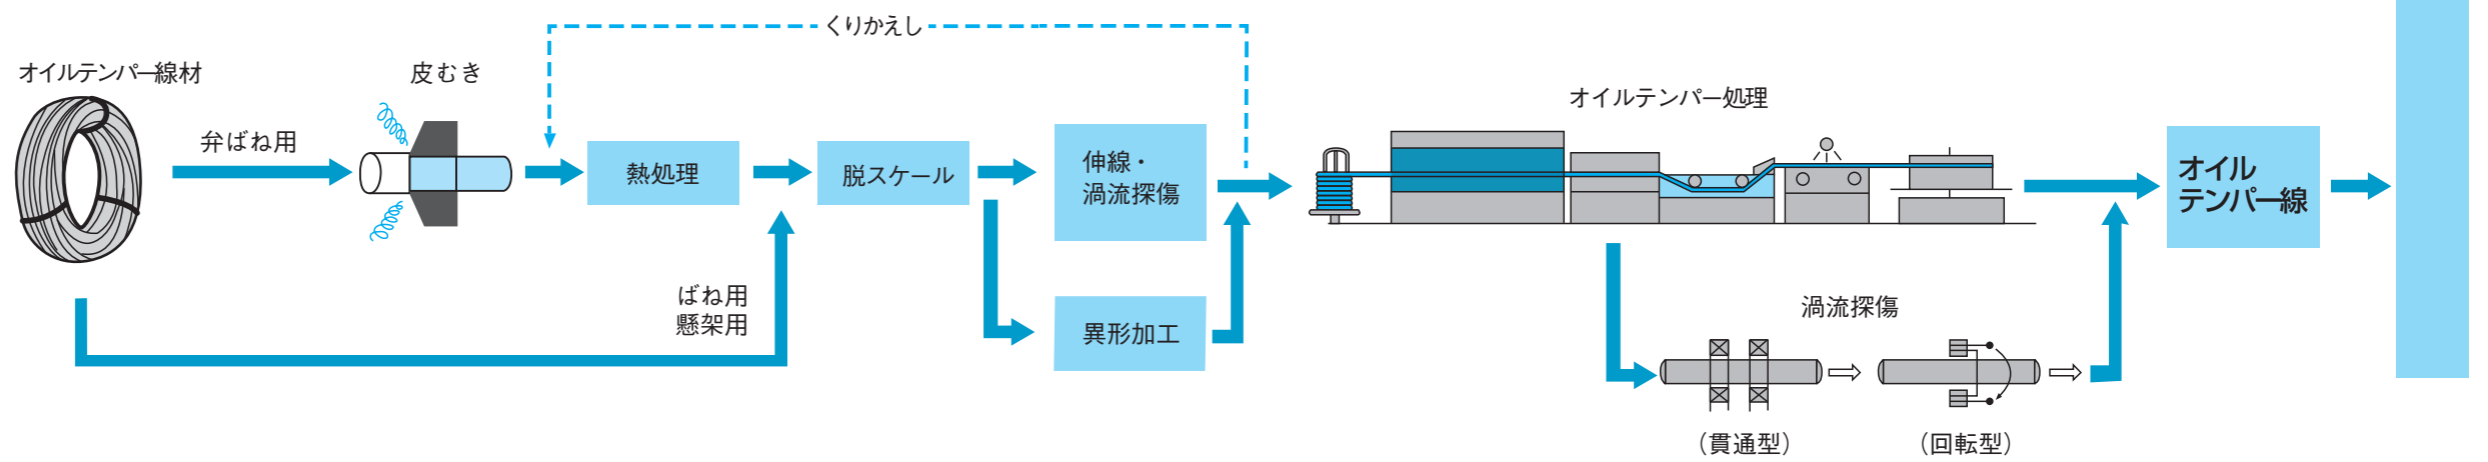 くりかえし
オイルテンパー線材
弁ばね用
皮むき
熱処理
脱スケール
伸線・
渦流探傷
異形加工
ばね用
懸架用
オイルテンパー処理
渦流探傷
（貫通型）
（回転型）
オイル
テンパー線